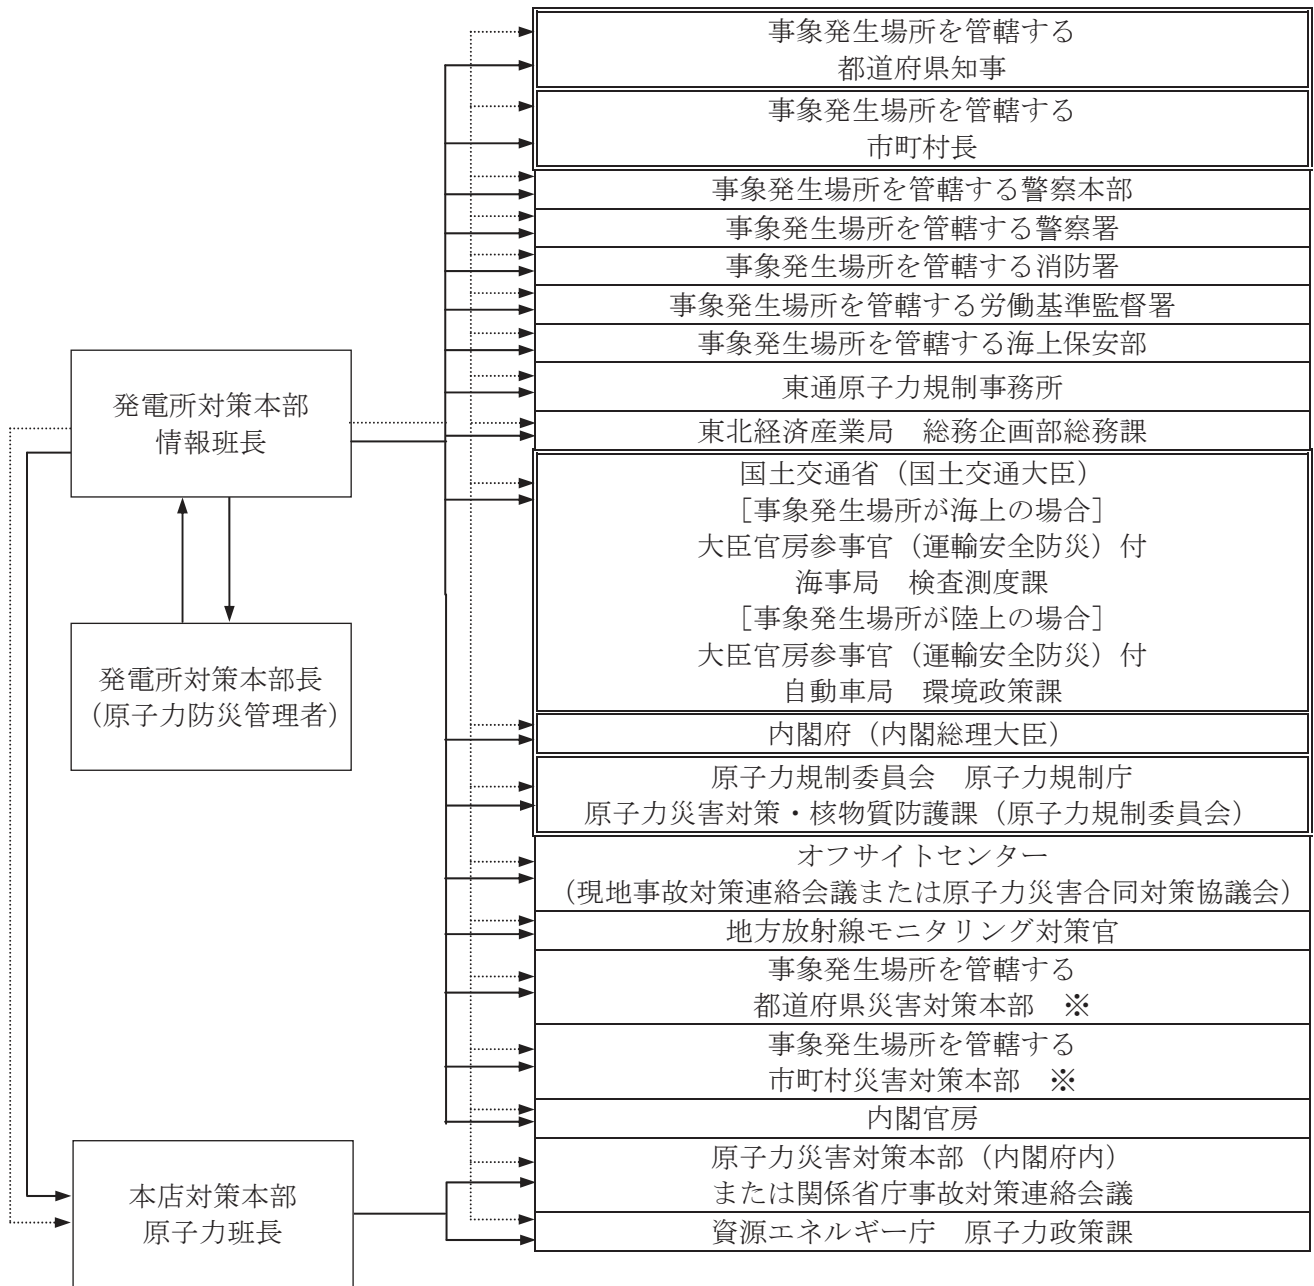 事象発生場所を管轄する
都道府県知事
事象発生場所を管轄する
市町村長
事象発生場所を管轄する警察本部
事象発生場所を管轄する警察署
事象発生場所を管轄する消防署
事象発生場所を管轄する労働基準監督署
事象発生場所を管轄する海上保安部
東通原子力規制事務所
東北経済産業局　総務企画部総務課
国土交通省（国土交通大臣）
［事象発生場所が海上の場合］
大臣官房参事官（運輸安全防災）付
海事局　検査測度課
［事象発生場所が陸上の場合］
大臣官房参事官（運輸安全防災）付
自動車局　環境政策課
内閣府（内閣総理大臣）
原子力規制委員会　原子力規制庁
原子力災害対策・核物質防護課（原子力規制委員会）
オフサイトセンター
（現地事故対策連絡会議または原子力災害合同対策協議会）
地方放射線モニタリング対策官
事象発生場所を管轄する
都道府県災害対策本部　※
事象発生場所を管轄する
市町村災害対策本部　※
内閣官房
原子力災害対策本部（内閣府内）
または関係省庁事故対策連絡会議
資源エネルギー庁　原子力政策課
発電所対策本部
情報班長
発電所対策本部長
（原子力防災管理者）
本店対策本部
原子力班長